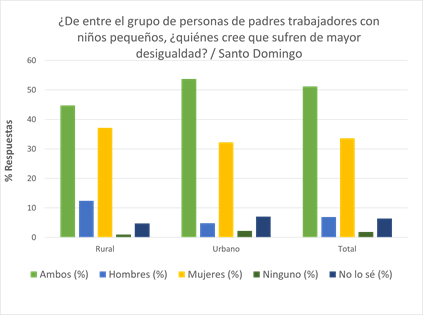 ¿De entre el grupo de personas de padres trabajadores con
niños pequeños, ¿quiénes cree que sufren de mayor
desigualdad? / Santo Domingo
60
50
40
30
20
10
0
% Respuestas
Rural Urbano Total
Ambos (%) Hombres (%) Mujeres (%) Ninguno (%) No lo sé (%)